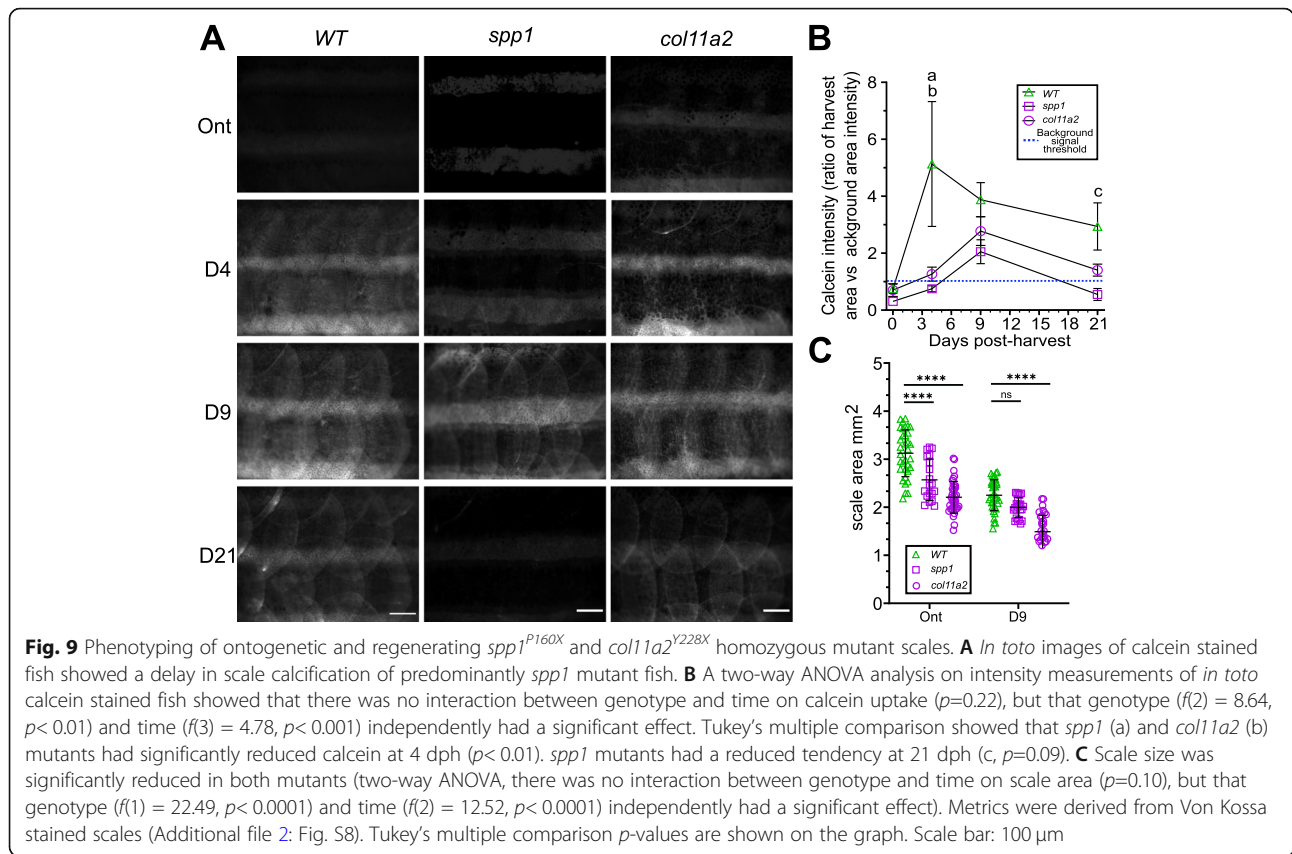 A
WT
spp1
col11a2
Ont
D4
D9
D21
B
a
b
c
Calcein intensity (ratio of harvest
area vs ackground area intensity)
8
6
4
2
0
WT
spp1
col11a2
Background
signal
threshold
0 3 6 9 12 15 18 21
Days post-harvest
C
scale area mm2
5
4
3
2
1
0
****
****
****
ns
WT
spp1
col11a2
Ont D9
Fig. 9 Phenotyping of ontogenetic and regenerating spp1P160X and col11a2Y228X homozygous mutant scales. A In toto images of calcein stained
fish showed a delay in scale calcification of predominantly spp1 mutant fish. B A two-way ANOVA analysis on intensity measurements of in toto
calcein stained fish showed that there was no interaction between genotype and time on calcein uptake (p=0.22), but that genotype (f(2) = 8.64,
p< 0.01) and time (f(3) = 4.78, p< 0.001) independently had a significant effect. Tukey's multiple comparison showed that spp1 (a) and col11a2 (b)
mutants had significantly reduced calcein at 4 dph (p< 0.01). spp1 mutants had a reduced tendency at 21 dph (c, p=0.09). C Scale size was
significantly reduced in both mutants (two-way ANOVA, there was no interaction between genotype and time on scale area (p=0.10), but that
genotype (f(1) = 22.49, p< 0.0001) and time (f(2) = 12.52, p< 0.0001) independently had a significant effect). Metrics were derived from Von Kossa
stained scales (Additional file 2: Fig. S8). Tukey's multiple comparison p-values are shown on the graph. Scale bar: 100 μm